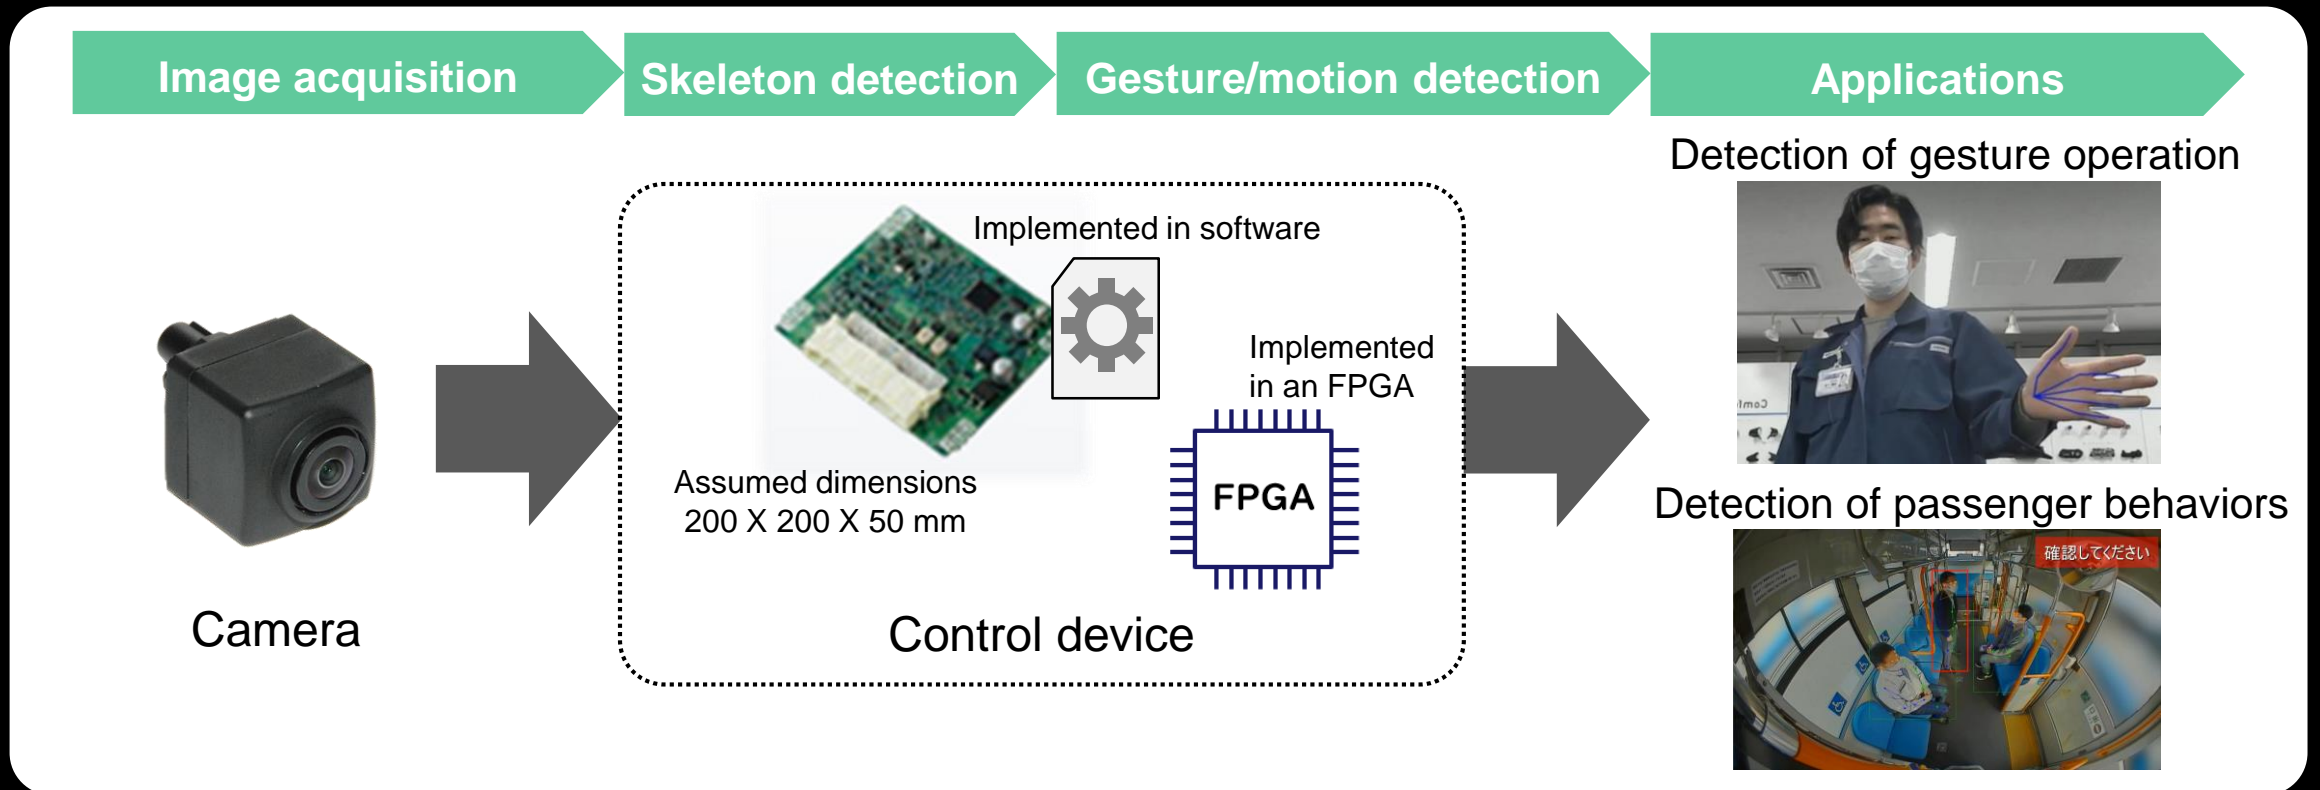 Image acquisition
Skeleton detection
Gesture/motion detection
Applications
Detection of gesture operation
Implemented in software
Implemented
in an FPGA
FPGA
Assumed dimensions
200 X 200 X 50 mm
Camera
Control device
Detection of passenger behaviors
確認してください